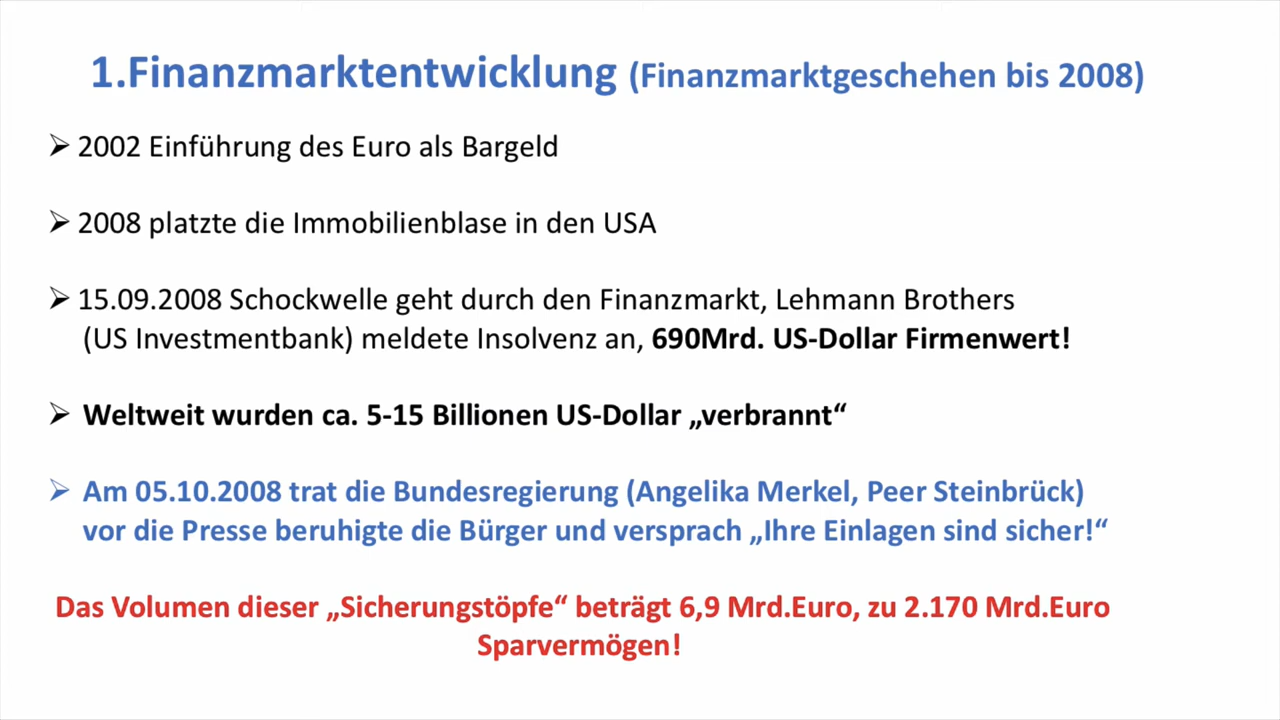 1.Finanzmarktentwicklung (Finanzmarktgeschehen bis 2008)
➢ 2002 Einführung des Euro als Bargeld
➢ 2008 platzte die Immobilienblase in den USA
➢ 15.09.2008 Schockwelle geht durch den Finanzmarkt, Lehmann Brothers
(US Investmentbank) meldete Insolvenz an, 690Mrd. US-Dollar Firmenwert!
➢ Weltweit wurden ca. 5-15 Billionen US-Dollar „verbrannt“
➢ Am 05.10.2008 trat die Bundesregierung (Angelika Merkel, Peer Steinbrück)
vor die Presse beruhigte die Bürger und versprach „Ihre Einlagen sind sicher!“
Das Volumen dieser „Sicherungstöpfe“ beträgt 6,9 Mrd.Euro, zu 2.170 Mrd.Euro
Sparvermögen!